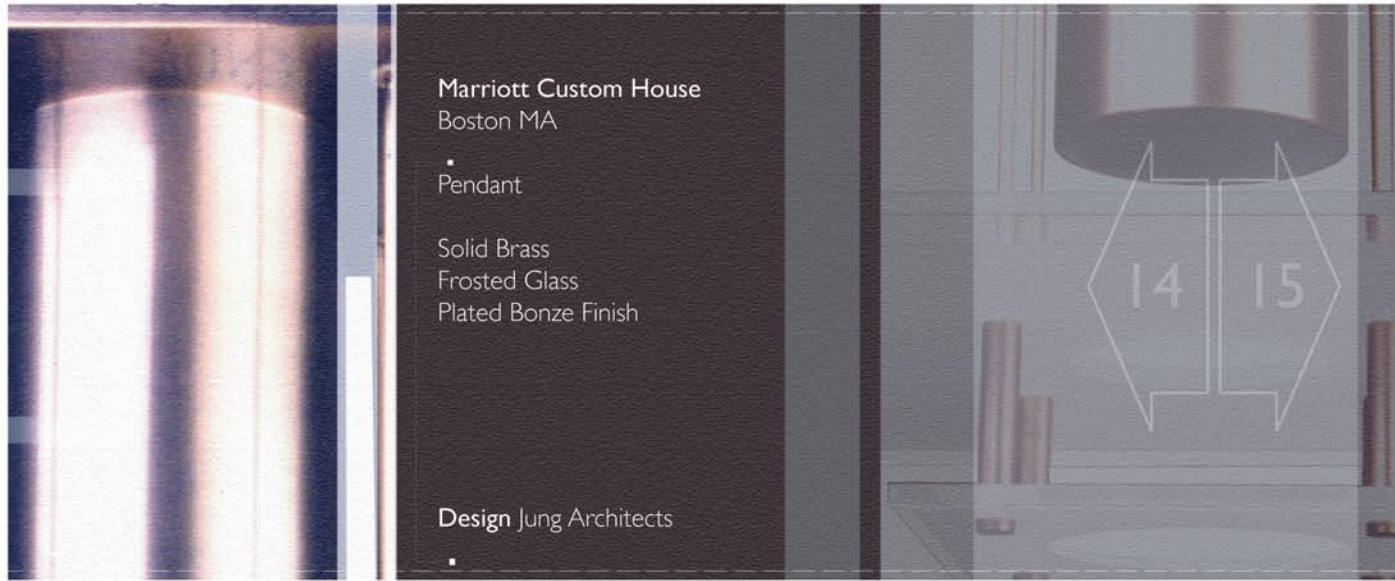 Marriott Custom House
Boston MA
Pendant
Solid Brass
Frosted Glass
Plated Bonze Finish
Design Jung Architects
14 15